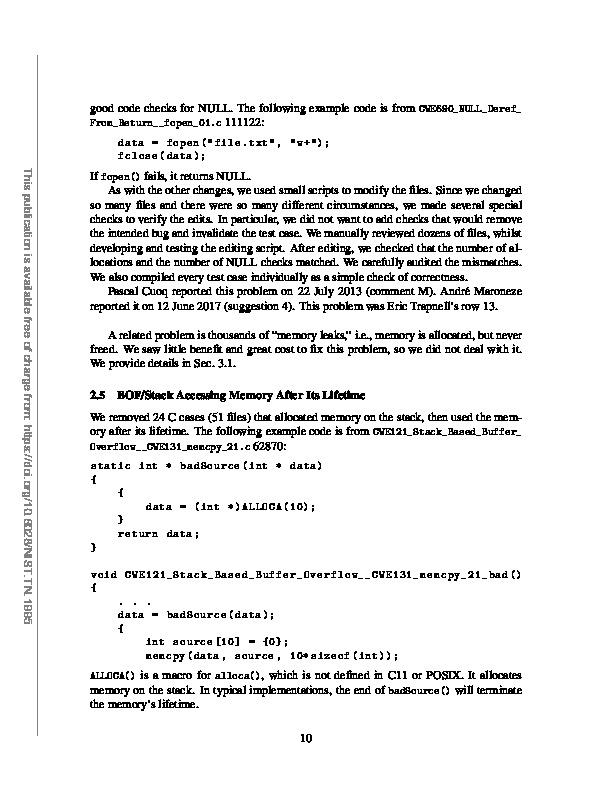 good code checks for NULL. The following example code is from CWE690_NULL_Deref_
From_Return__fopen_01.c 111122:
data = fopen("file.txt", "w+");
fclose(data);
If fopen() fails, it returns NULL.
As with the other changes, we used small scripts to modify the files. Since we changed
so many files and there were so many different circumstances, we made several special
checks to verify the edits. In particular, we did not want to add checks that would remove
the intended bug and invalidate the test case. We manually reviewed dozens of files, whilst
developing and testing the editing script. After editing, we checked that the number of al-
locations and the number of NULL checks matched. We carefully audited the mismatches.
We also compiled every test case individually as a simple check of correctness.
Pascal Cuoq reported this problem on 22 July 2013 (comment M). André Maroneze
reported it on 12 June 2017 (suggestion 4). This problem was Eric Trapnell's row 13.
A related problem is thousands of "memory leaks," i.e., memory is allocated, but never
freed. We saw little benefit and great cost to fix this problem, so we did not deal with it.
We provide details in Sec. 3.1.
2.5 BOF/Stack Accessing Memory After Its Lifetime
We removed 24 C cases (51 files) that allocated memory on the stack, then used the mem-
ory after its lifetime. The following example code is from CWE121_Stack_Based_Buffer_
Overflow__CWE131_memcpy_21.c 62870:
static int * badSource(int * data)
{
{
data = (int *)ALLOCA(10);
}
return data;
}
void CWE121_Stack_Based_Buffer_Overflow__CWE131_memcpy_21_bad()
{
. . .
data = badSource(data);
{
int source[10] = {0};
memcpy(data, source, 10*sizeof(int));
ALLOCA() is a macro for alloca(), which is not defined in C11 or POSIX. It allocates
memory on the stack. In typical implementations, the end of badSource() will terminate
the memory's lifetime.
10
This publication is available free of charge from: https://doi.org/10.6028/NIST.TN.1995